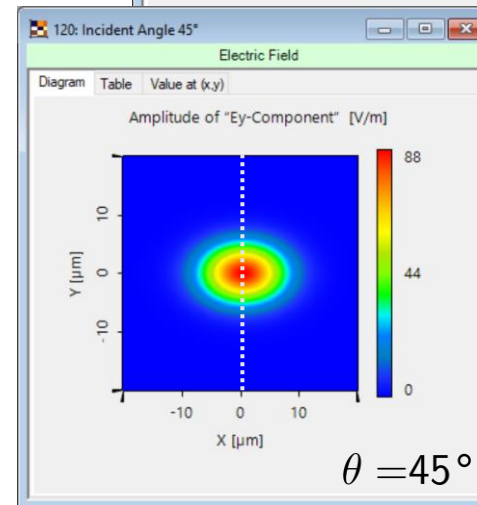 120: Incident Angle 45°
Electric Field
Diagram Table Value at (x,y)
Amplitude of "Ey-Component" [V/m]
88
44
0
10
0
-10
Y [µm]
-10 0 10
X [µm]
θ =45°